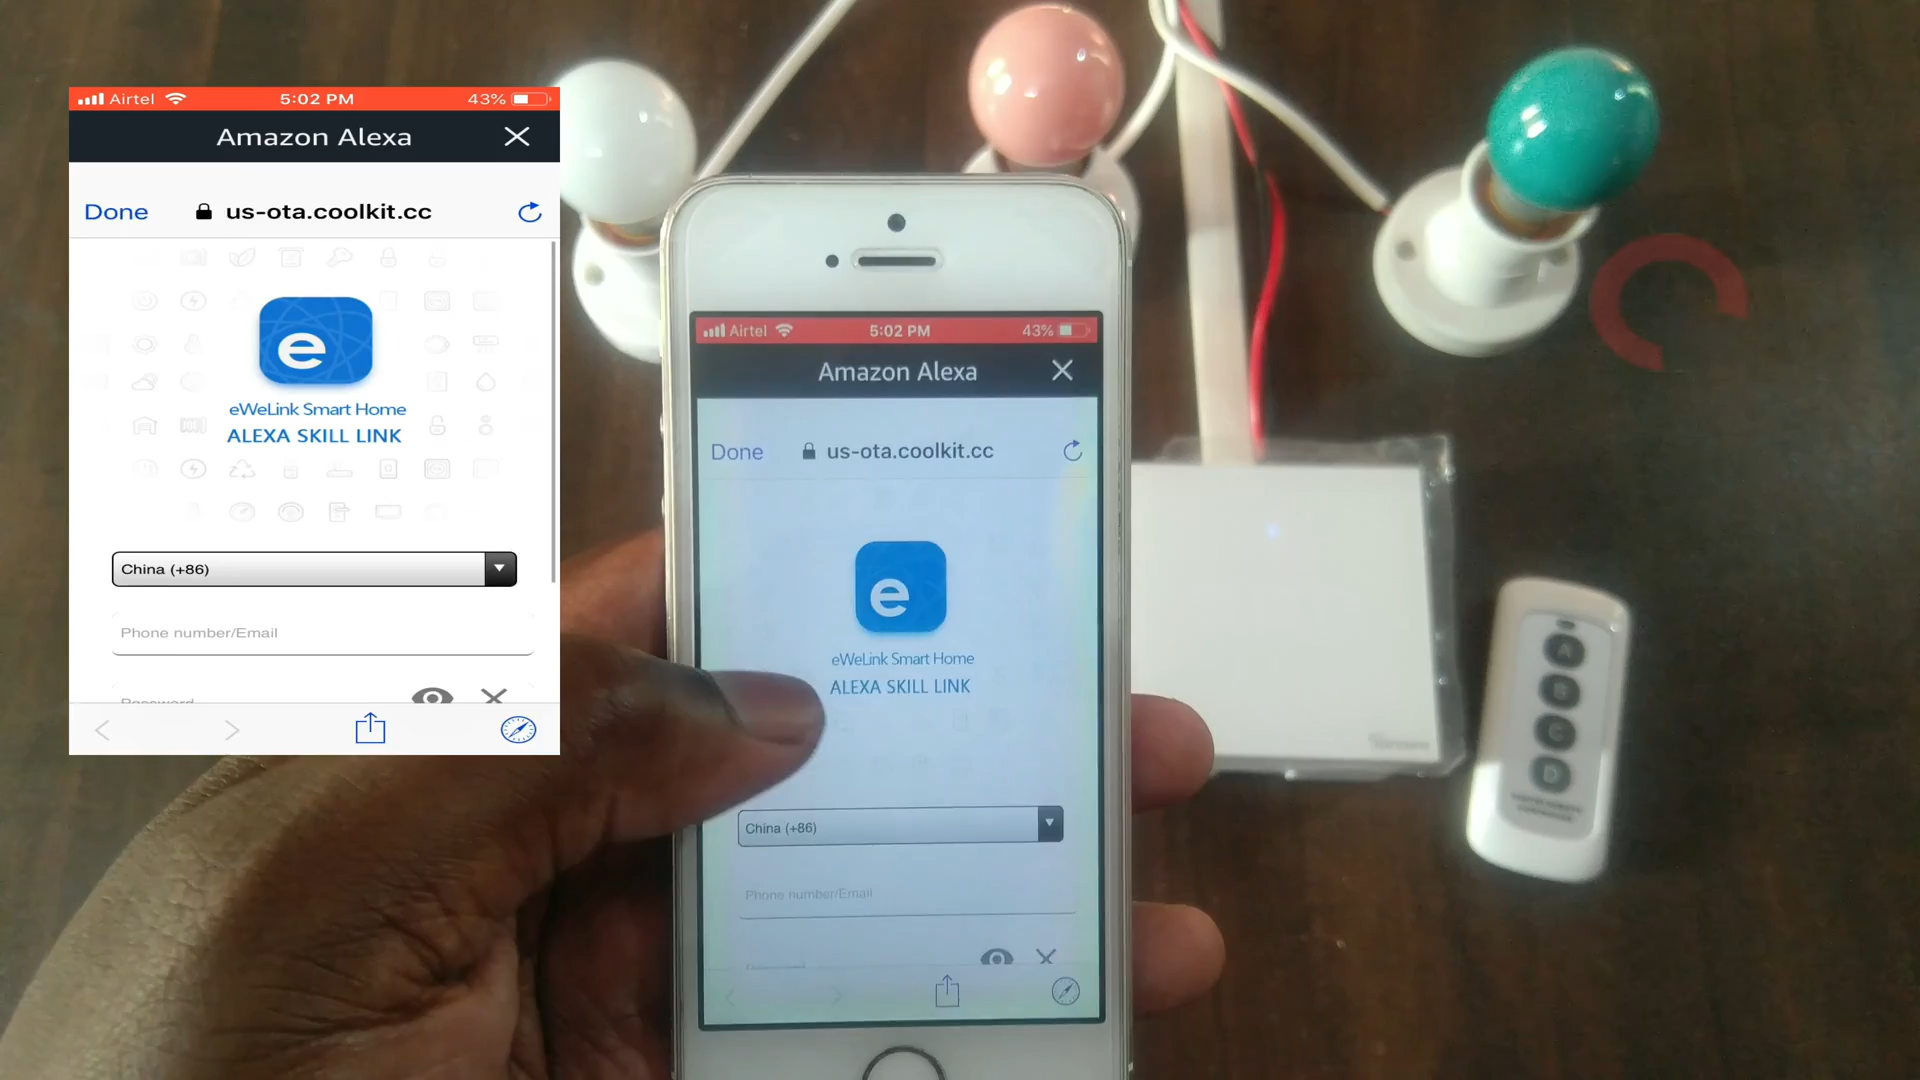 Airtel 5:02 PM 43%
Amazon Alexa
Done us-ota.coolkit.cc
e
eWeLink Smart Home
ALEXA SKILL LINK
China (+86)
Phone number/Email
Password
Airtel 5:02 PM 43%
Amazon Alexa
Done us-ota.coolkit.cc
e
eWeLink Smart Home
ALEXA SKILL LINK
China (+86)
Phone number/Email
A
B
C
D